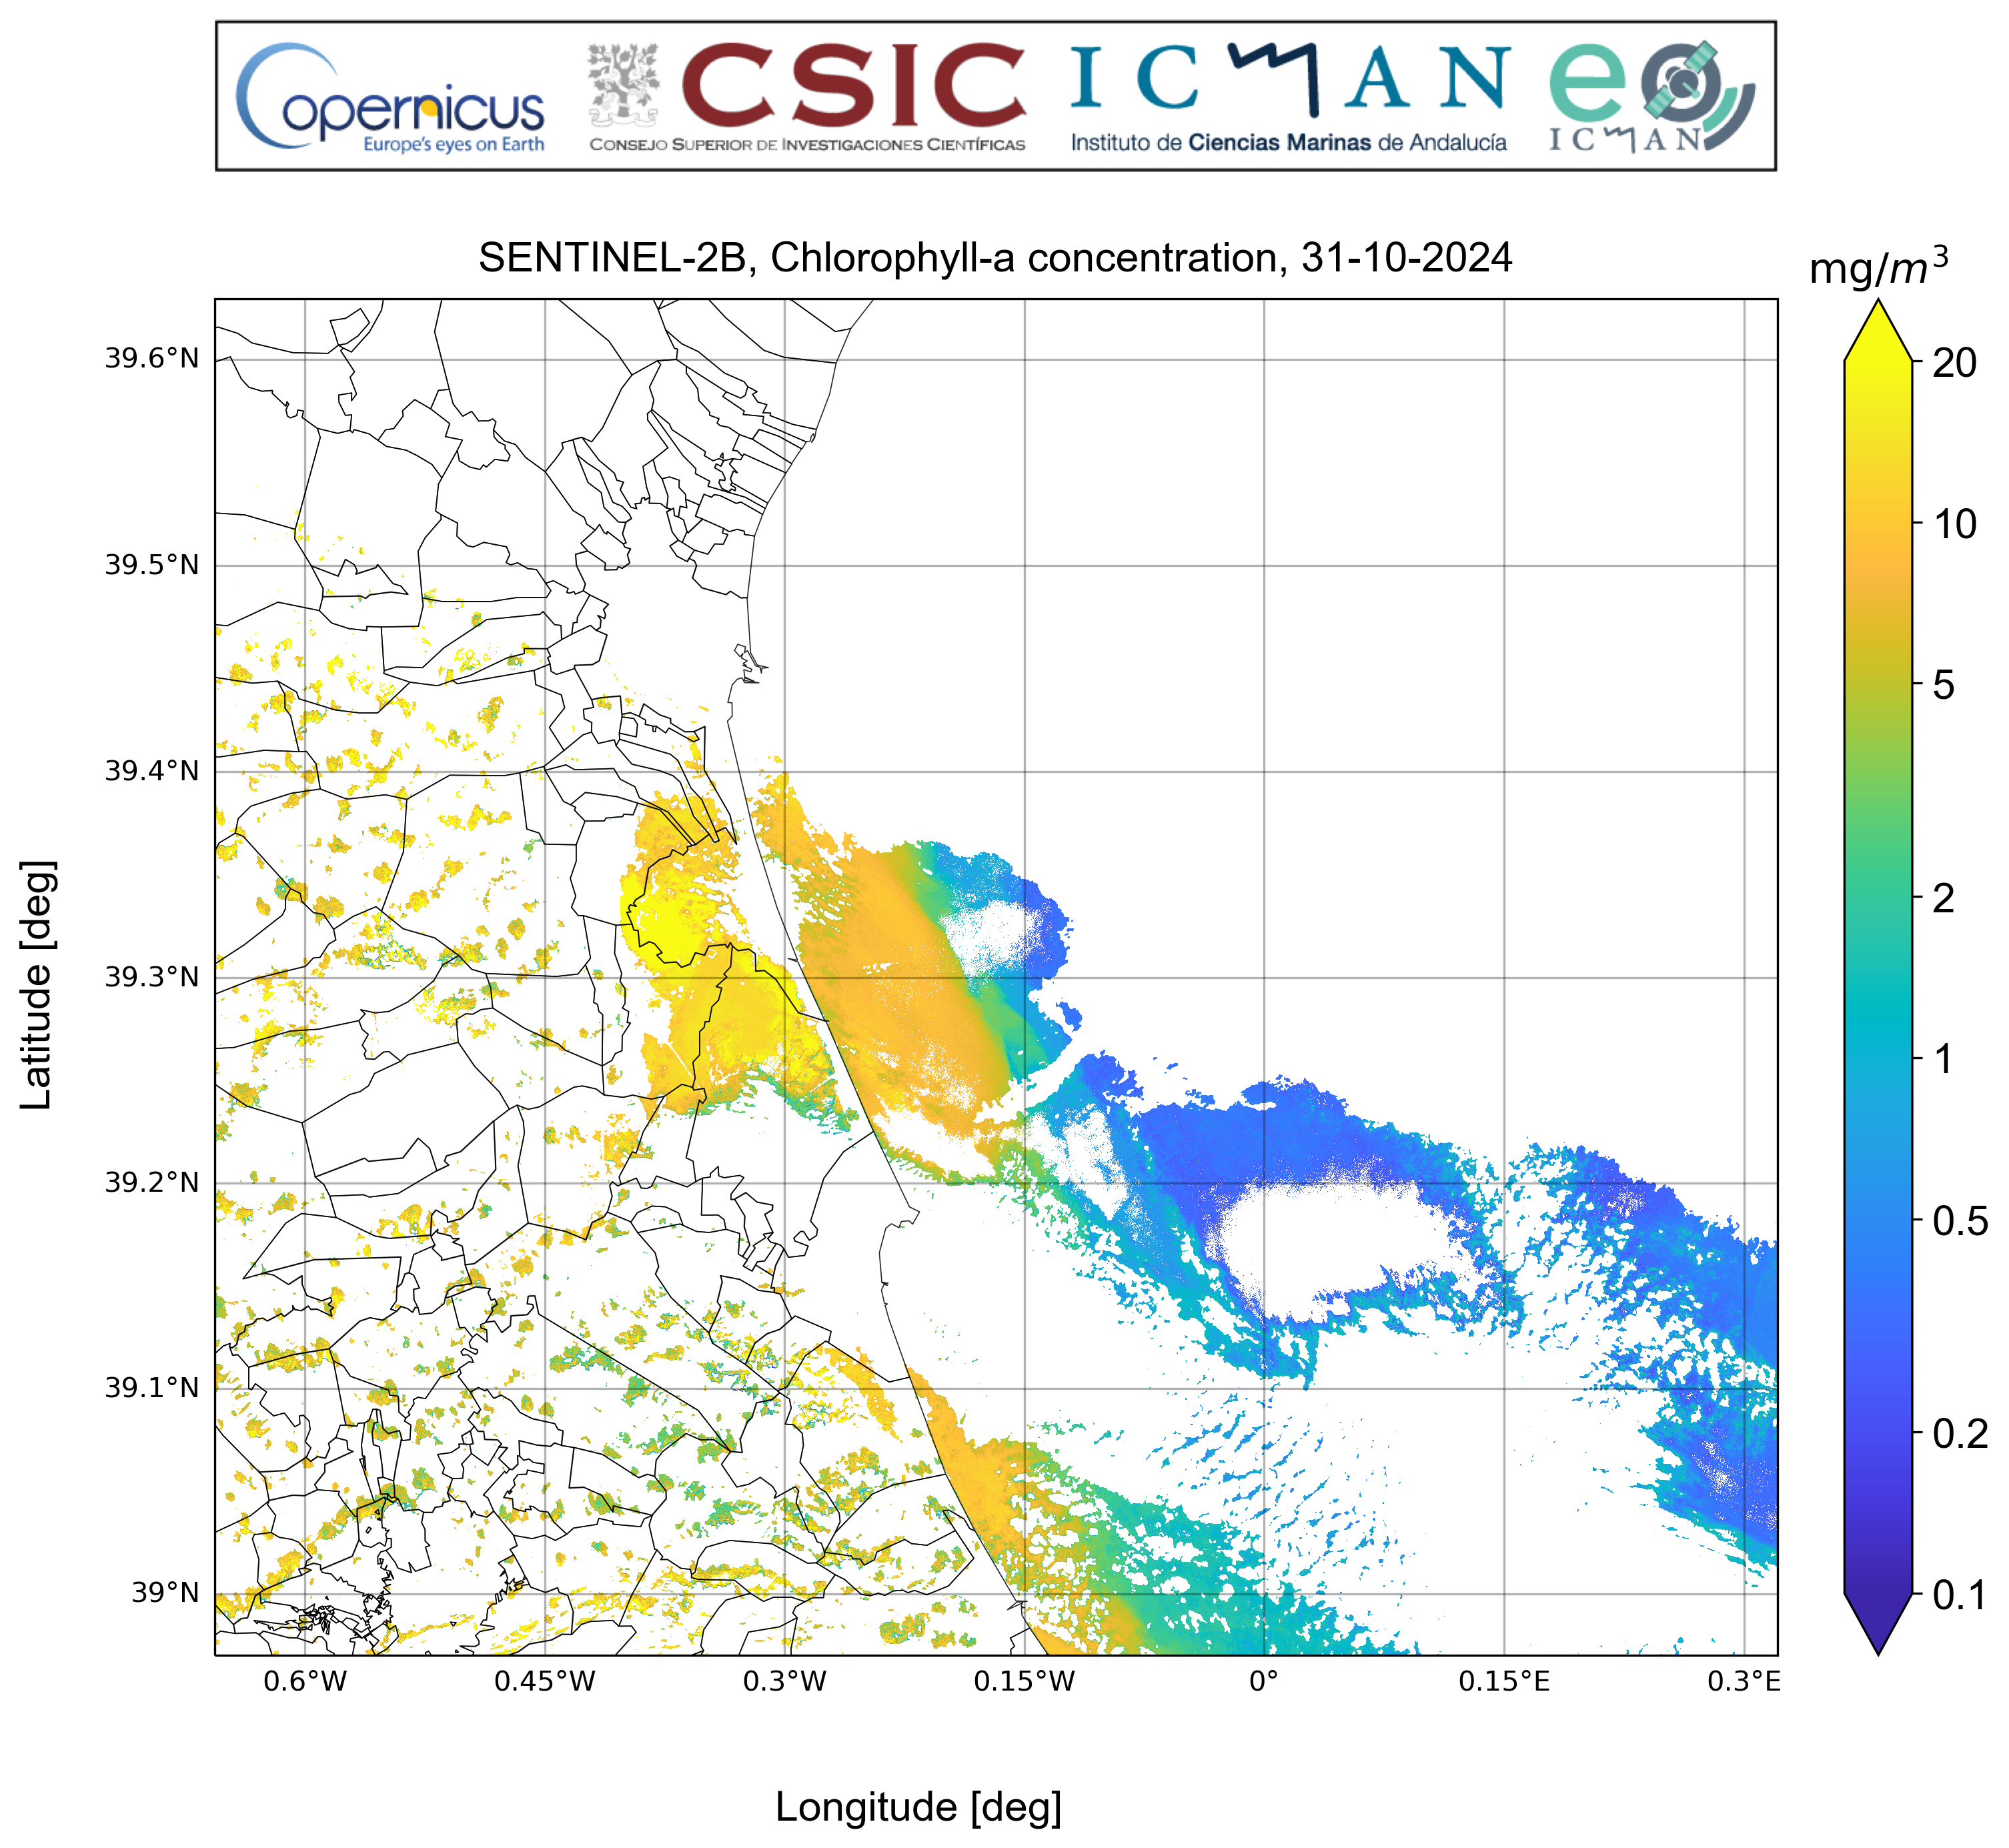 opernicus
Europe's eyes on Earth
CSIC
CONSEJO SUPERIOR DE INVESTIGACIONES CIENTÍFICAS
ICMAN
Instituto de Ciencias Marinas de Andalucía
eo
ICMAN
SENTINEL-2B, Chlorophyll-a concentration, 31-10-2024
mg/m³
39.6°N
39.5°N
39.4°N
39.3°N
39.2°N
39.1°N
39°N
Latitude [deg]
0.6°W
0.45°W
0.3°W
0.15°W
0°
0.15°E
0.3°E
Longitude [deg]
20
10
5
2
1
0.5
0.2
0.1